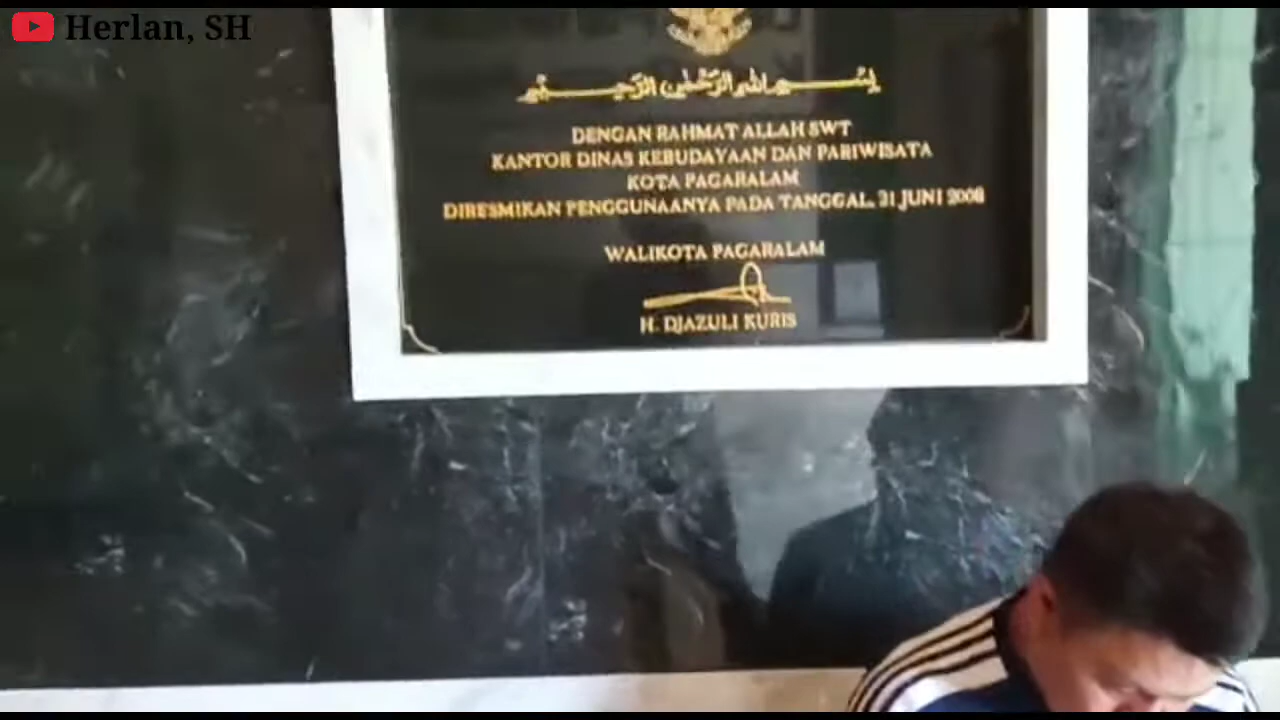 Herlan, SH
بسم الله الرحمن الرحيم
DENGAN RAHMAT ALLAH SWT
KANTOR DINAS KEBUDAYAAN DAN PARIWISATA
KOTA PAGARALAM
DIRESMIKAN PENGGUNAANYA PADA TANGGAL, 21 JUNI 2008
WALIKOTA PAGARALAM
H. DJAZULI KURIS